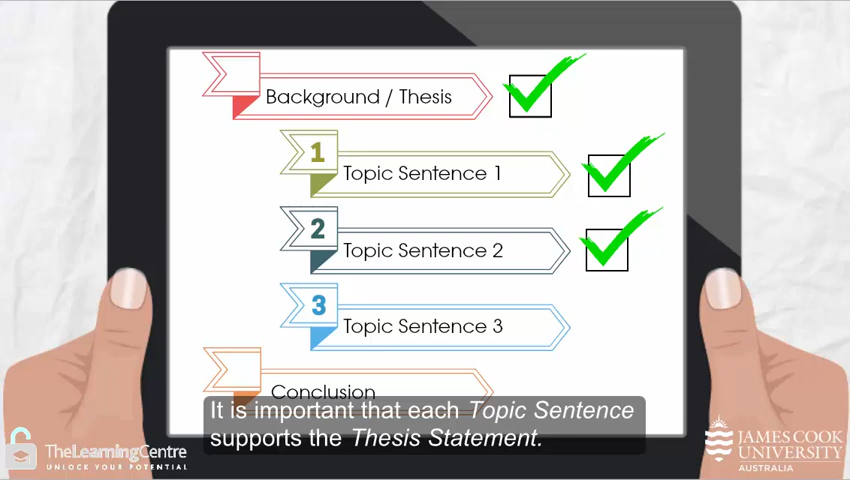 Background / Thesis
1
Topic Sentence 1
2
Topic Sentence 2
3
Topic Sentence 3
Conclusion
It is important that each Topic Sentence
supports the Thesis Statement.
TheLearningCentre
UNLOCK YOUR POTENTIAL
JAMES COOK
UNIVERSITY
AUSTRALIA